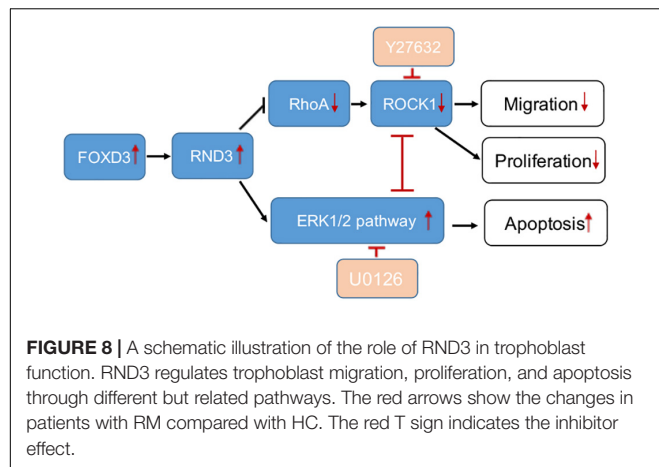 Y27632
RhoA
ROCK1
Migration
FOXD3
RND3
Proliferation
ERK1/2 pathway
Apoptosis
U0126
FIGURE 8 | A schematic illustration of the role of RND3 in trophoblast
function. RND3 regulates trophoblast migration, proliferation, and apoptosis
through different but related pathways. The red arrows show the changes in
patients with RM compared with HC. The red T sign indicates the inhibitor
effect.